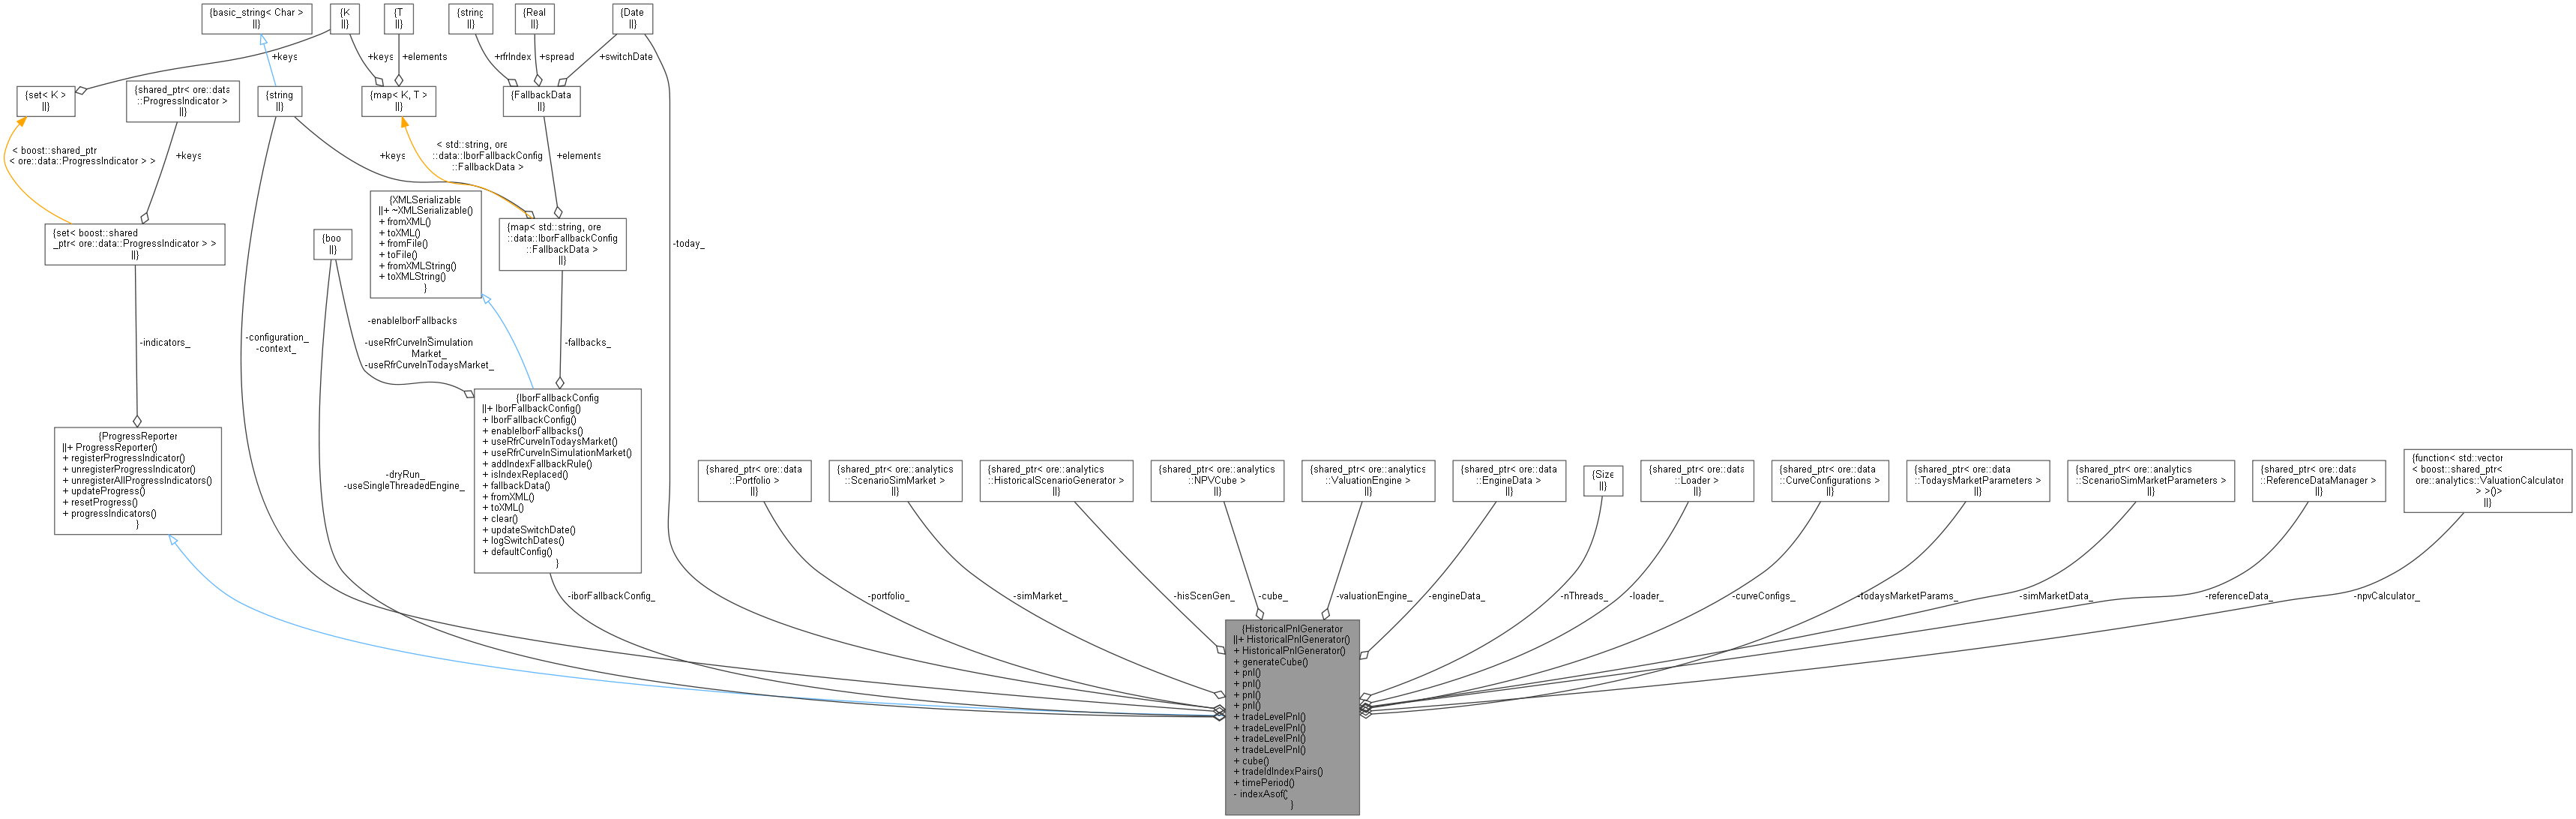 {basic_string< Char >
||}
{K
||}
{T
||}
{string
||}
{Real
||}
{Date
||}
+keys
+keys
+elements
+rfrIndex
+spread
+switchDate
{set< K >
||}
{shared_ptr< ore::data
::ProgressIndicator >
||}
{string
||}
{map< K, T >
||}
{FallbackData
||}
< boost::shared_ptr
< ore::data::ProgressIndicator > >
+keys
+keys
< std::string, ore
::data::IborFallbackConfig
::FallbackData >
+elements
{XMLSerializable
||+ ~XMLSerializable()
+ fromXML()
+ toXML()
+ fromFile()
+ toFile()
+ fromXMLString()
+ toXMLString()
}
{set< boost::shared
_ptr< ore::data::ProgressIndicator > >
||}
{boo
||}
{map< std::string, ore
::data::IborFallbackConfig
::FallbackData >
||}
-today_
-indicators_
-configuration_
-context_
-enableIborFallbacks
_
-useRfrCurveInSimulation
Market_
-useRfrCurveInTodaysMarket_
-fallbacks_
{ProgressReporter
||+ ProgressReporter()
+ registerProgressIndicator()
+ unregisterProgressIndicator()
+ unregisterAllProgressIndicators()
+ updateProgress()
+ resetProgress()
+ progressIndicators()
}
-dryRun_
-useSingleThreadedEngine_
{IborFallbackConfig
||+ IborFallbackConfig()
+ IborFallbackConfig()
+ enableIborFallbacks()
+ useRfrCurveInTodaysMarket()
+ useRfrCurveInSimulationMarket()
+ addIndexFallbackRule()
+ isIndexReplaced()
+ fallbackData()
+ fromXML()
+ toXML()
+ clear()
+ updateSwitchDate()
+ logSwitchDates()
+ defaultConfig()
}
{shared_ptr< ore::data
::Portfolio >
||}
{shared_ptr< ore::analytics
::ScenarioSimMarket >
||}
{shared_ptr< ore::analytics
::HistoricalScenarioGenerator >
||}
{shared_ptr< ore::analytics
::NPVCube >
||}
{shared_ptr< ore::analytics
::ValuationEngine >
||}
{shared_ptr< ore::data
::EngineData >
||}
{Size
||}
{shared_ptr< ore::data
::Loader >
||}
{shared_ptr< ore::data
::CurveConfigurations >
||}
{shared_ptr< ore::data
::TodaysMarketParameters >
||}
{shared_ptr< ore::analytics
::ScenarioSimMarketParameters >
||}
{shared_ptr< ore::data
::ReferenceDataManager >
||}
{function< std::vector
< boost::shared_ptr<
ore::analytics::ValuationCalculator
> >()>
||}
-iborFallbackConfig_
-portfolio_
-simMarket_
-hisScenGen_
-cube_
-valuationEngine_
-engineData_
-nThreads_
-loader_
-curveConfigs_
-todaysMarketParams_
-simMarketData_
-referenceData_
-npvCalculator_
{HistoricalPnlGenerator
||+ HistoricalPnlGenerator()
+ HistoricalPnlGenerator()
+ generateCube()
+ pnl()
+ pnl()
+ pnl()
+ pnl()
+ tradeLevelPnl()
+ tradeLevelPnl()
+ tradeLevelPnl()
+ tradeLevelPnl()
+ cube()
+ tradeIdIndexPairs()
+ timePeriod()
- indexAsof()
}